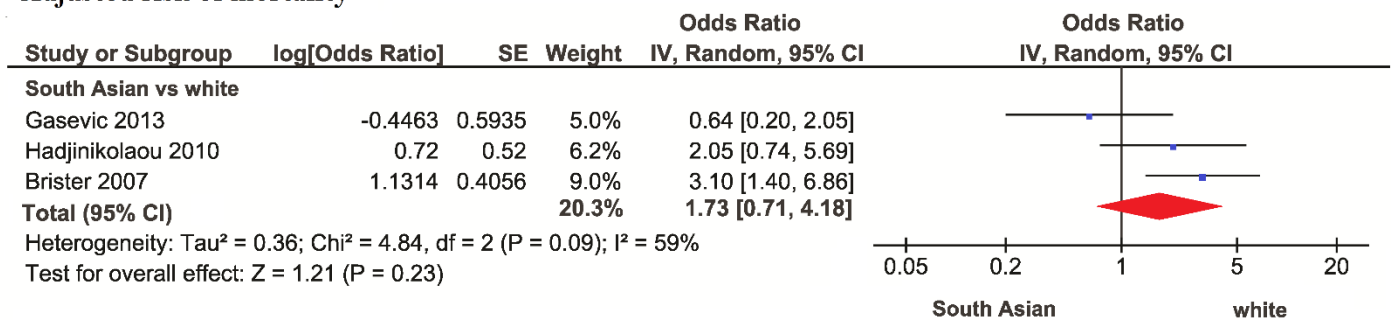 Odds Ratio Odds Ratio
Study or Subgroup log[Odds Ratio] SE Weight IV, Random, 95% CI IV, Random, 95% CI
South Asian vs white
Gasevic 2013 -0.4463 0.5935 5.0% 0.64 [0.20, 2.05]
Hadjinikolaou 2010 0.72 0.52 6.2% 2.05 [0.74, 5.69]
Brister 2007 1.1314 0.4056 9.0% 3.10 [1.40, 6.86]
Total (95% CI) 20.3% 1.73 [0.71, 4.18]
Heterogeneity: Tau² = 0.36; Chi² = 4.84, df = 2 (P = 0.09); I² = 59%
Test for overall effect: Z = 1.21 (P = 0.23)
0.05 0.2 1 5 20
South Asian white